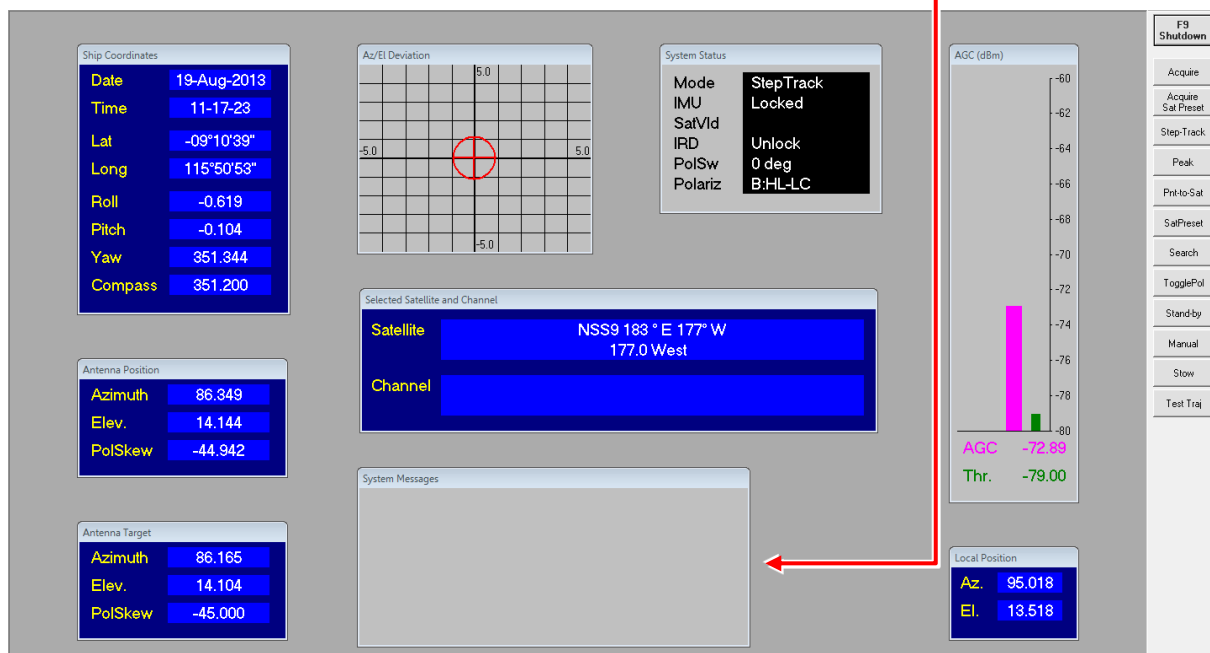 Ship Coordinates
Date 19-Aug-2013
Time 11-17-23
Lat -09°10'39"
Long 115°50'53"
Roll -0.619
Pitch -0.104
Yaw 351.344
Compass 351.200
Antenna Position
Azimuth 86.349
Elev. 14.144
PolSkew -44.942
Antenna Target
Azimuth 86.165
Elev. 14.104
PolSkew -45.000
Az/El Deviation
5.0
-5.0 5.0
-5.0
System Status
Mode StepTrack
IMU Locked
SatVld
IRD Unlock
PolSw 0 deg
Polariz B:HL-LC
Selected Satellite and Channel
Satellite NSS9 183 ° E 177° W
177.0 West
Channel
System Messages
AGC (dBm)
-60
-62
-64
-66
-68
-70
-72
-74
-76
-78
-80
AGC -72.89
Thr. -79.00
Local Position
Az. 95.018
El. 13.518
F9
Shutdown
Acquire
Acquire
Sat Preset
Step-Track
Peak
Pnt-to-Sat
SatPreset
Search
TogglePol
Stand-by
Manual
Stow
Test Traj